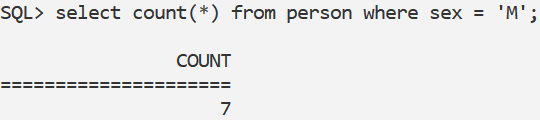 SQL> select count(*) from person where sex = 'M';
COUNT
=====================
7